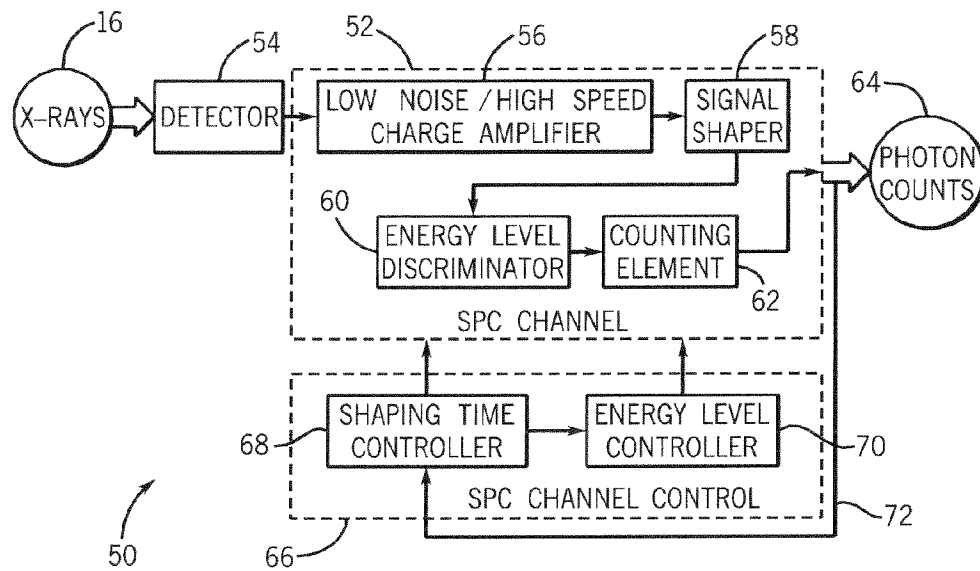 16
54
52
56
58
64
X-RAYS
DETECTOR
LOW NOISE/HIGH SPEED
CHARGE AMPLIFIER
SIGNAL
SHAPER
PHOTON
COUNTS
60
ENERGY LEVEL
DISCRIMINATOR
COUNTING
ELEMENT
62
SPC CHANNEL
68
SHAPING TIME
CONTROLLER
ENERGY LEVEL
CONTROLLER
70
SPC CHANNEL CONTROL
72
50
66